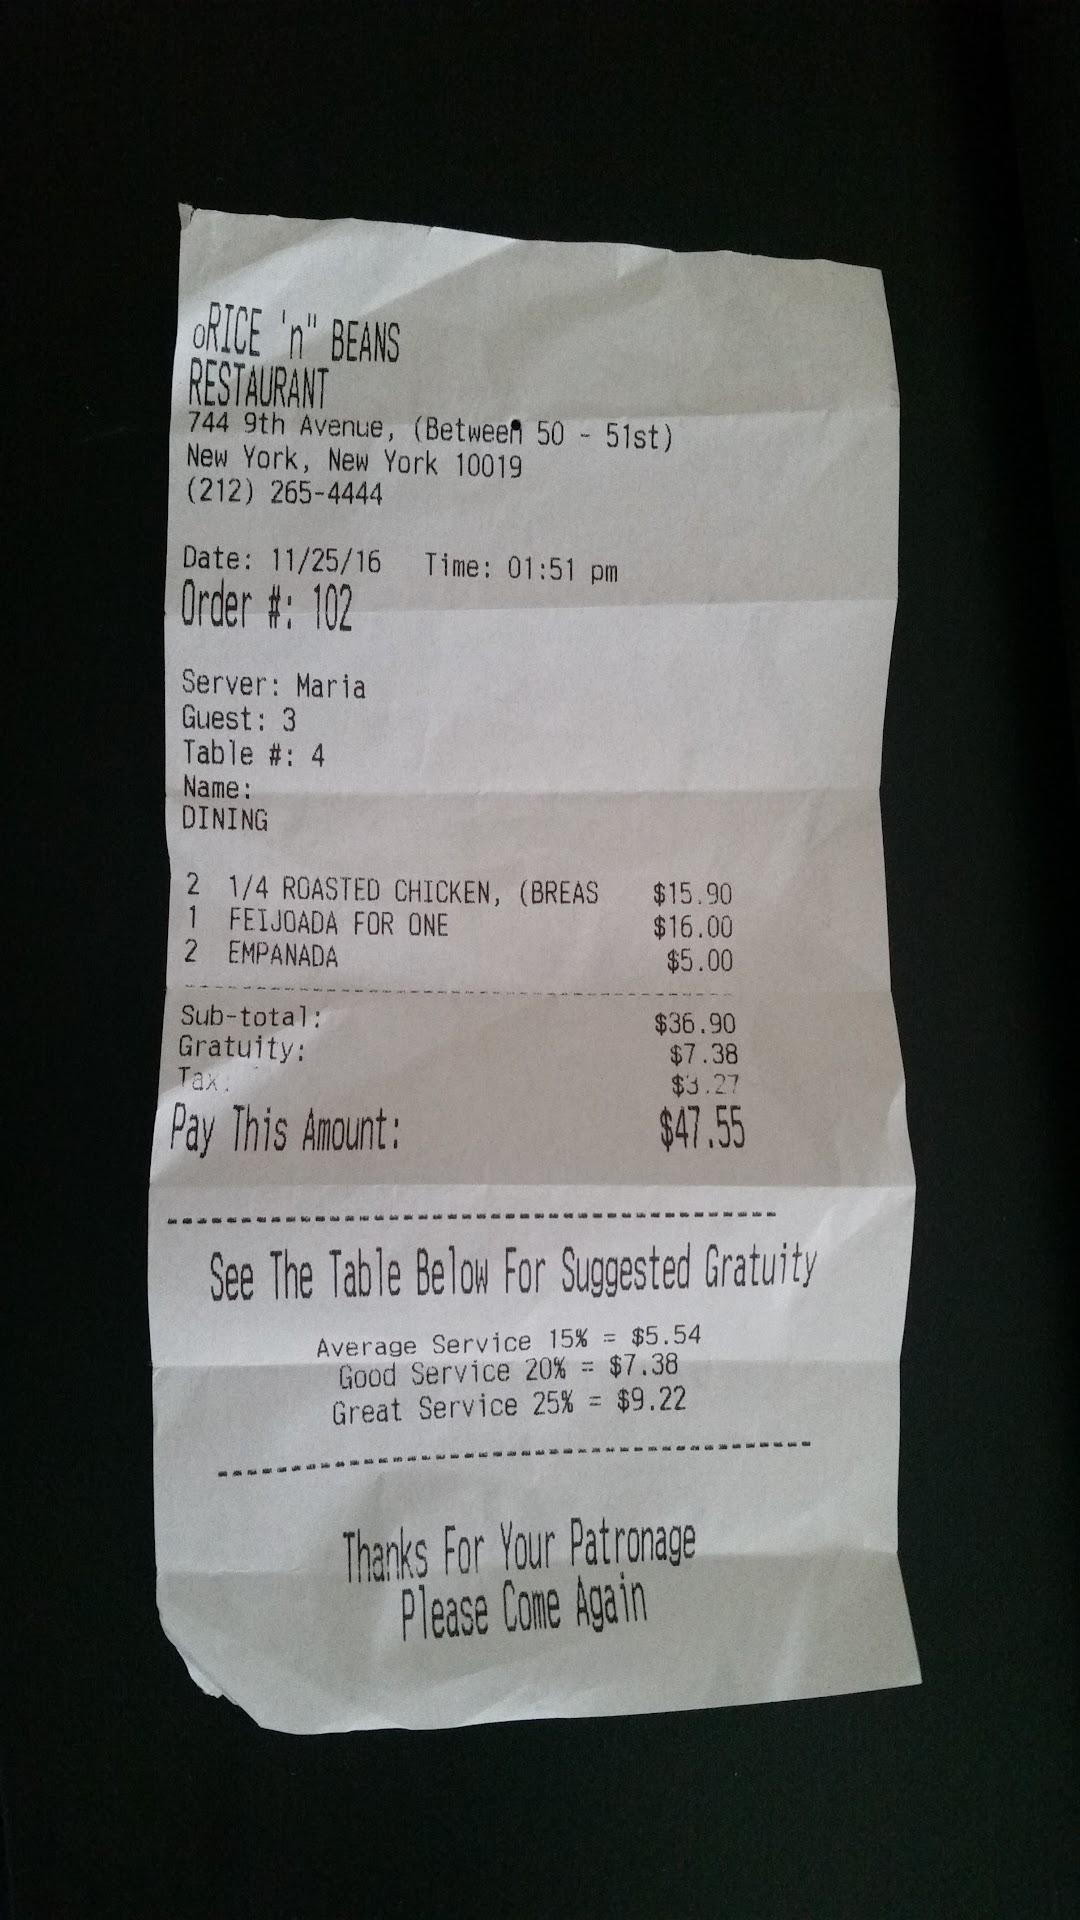 oRICE 'n" BEANS
RESTAURANT
744 9th Avenue, (Between 50 - 51st)
New York, New York 10019
(212) 265-4444
Date: 11/25/16 Time: 01:51 pm
Order #: 102
Server: Maria
Guest: 3
Table #: 4
Name:
DINING
2 1/4 ROASTED CHICKEN, (BREAS $15.90
1 FEIJOADA FOR ONE $16.00
2 EMPANADA $5.00
Sub-total: $36.90
Gratuity: $7.38
Tax: $3.27
Pay This Amount: $47.55
See The Table Below For Suggested Gratuity
Average Service 15% = $5.54
Good Service 20% = $7.38
Great Service 25% = $9.22
Thanks For Your Patronage
Please Come Again